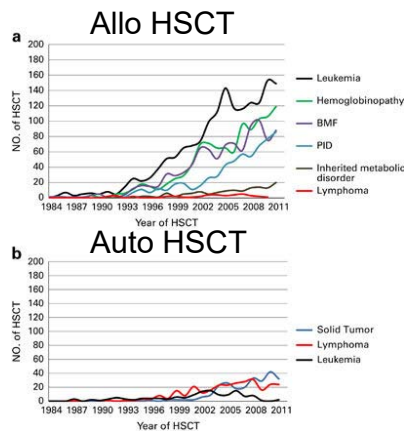 Allo HSCT
a
200
180
160
140
120
100
80
60
40
20
0
NO. of HSCT
Leukemia
Hemoglobinopathy
BMF
PID
Inherited metabolic
disorder
Lymphoma
1984 1987 1990 1993 1996 1999 2002 2005 2008 2011
Year of HSCT
Auto HSCT
b
200
180
160
140
120
100
80
60
40
20
0
NO. of HSCT
Solid Tumor
Lymphoma
Leukemia
1984 1987 1990 1993 1996 1999 2002 2005 2008 2011
Year of HSCT